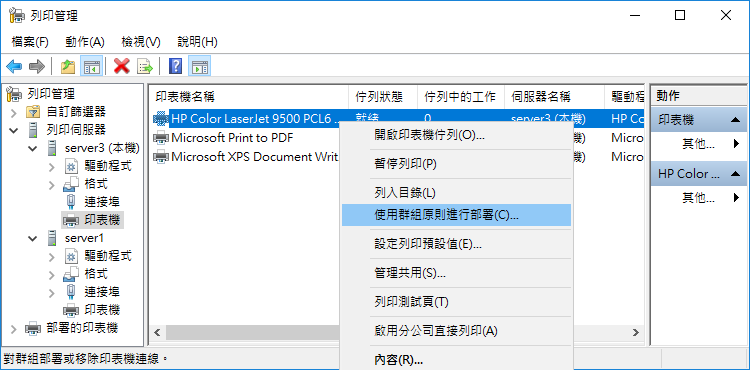 列印管理
檔案(F) 動作(A) 檢視(V) 說明(H)
列印管理
自訂篩選器
列印伺服器
server3 (本機)
驅動程式
格式
連接埠
印表機
server1
驅動程式
格式
連接埠
印表機
部署的印表機
印表機名稱 佇列狀態 佇列中的工作 伺服器名稱 驅動程
HP Color LaserJet 9500 PCL6 ... 就緒 0 server3 (本機) HP Co
Microsoft Print to PDF 機) Micros
Microsoft XPS Document Writ 機) Micros
開啟印表機佇列(O)...
暫停列印(P)
列入目錄(L)
使用群組原則進行部署(C)...
設定列印預設值(E)...
管理共用(S)...
列印測試頁(T)
啟用分公司直接列印(A)
內容(R)...
動作
印表機
其他...
HP Color ...
其他...
對群組部署或移除印表機連線。